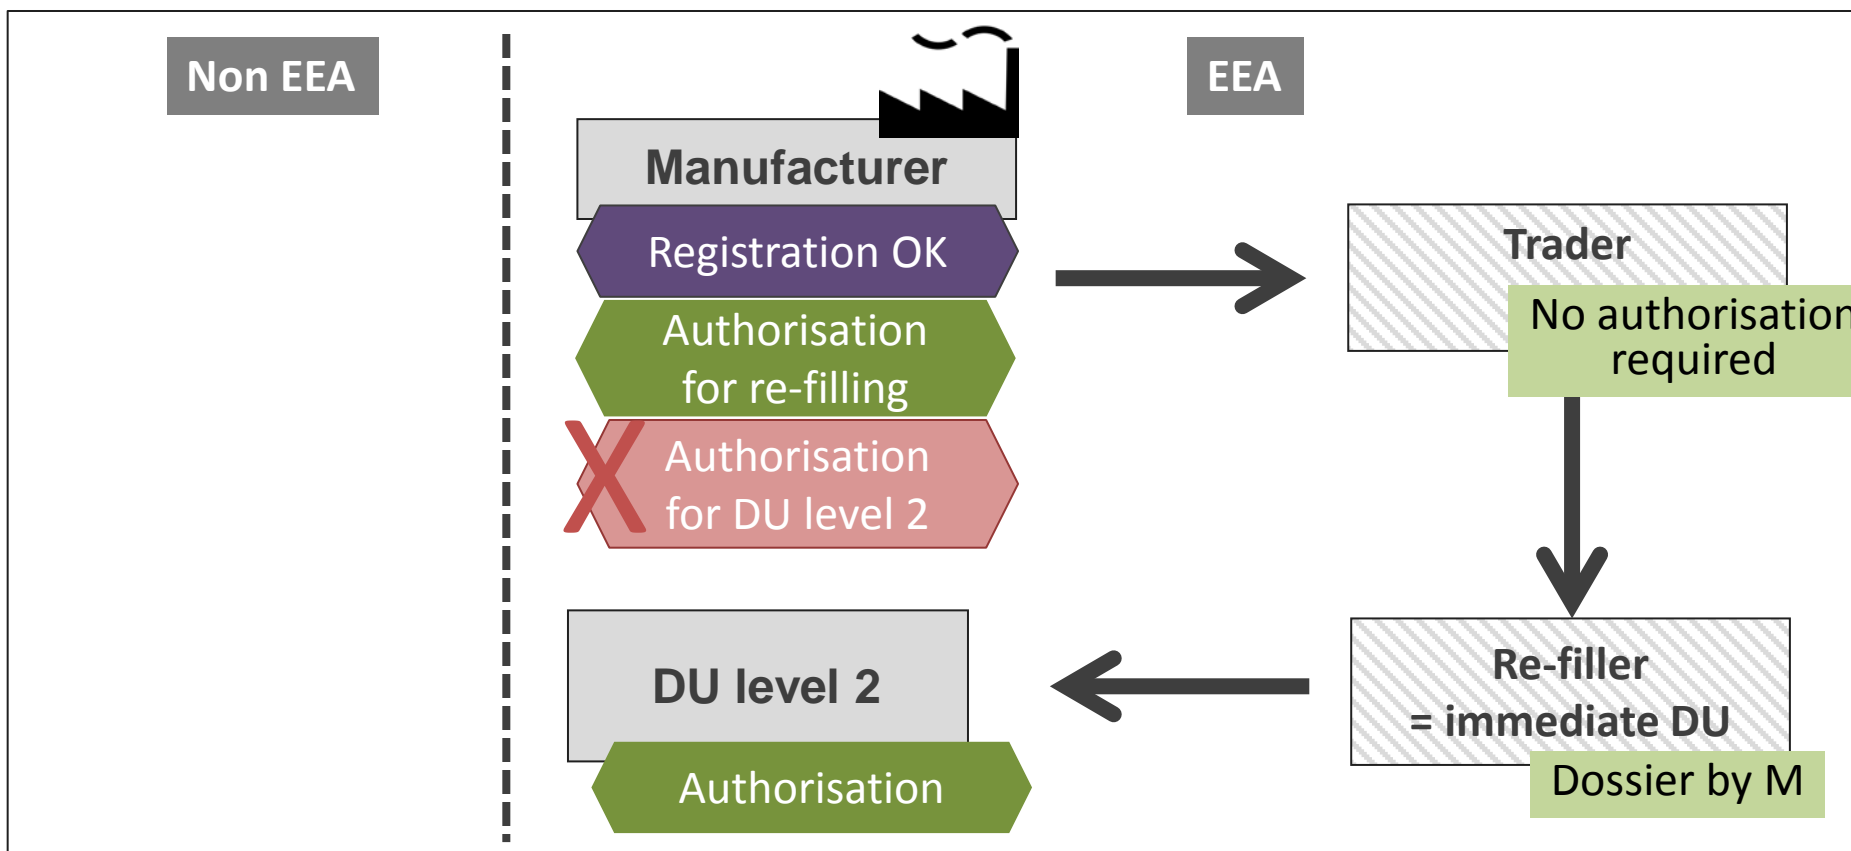 Non EEA
EEA
Manufacturer
Registration OK
Authorisation
for re-filling
X
Authorisation
for DU level 2
Trader
No authorisation
required
DU level 2
Authorisation
Re-filler
= immediate DU
Dossier by M